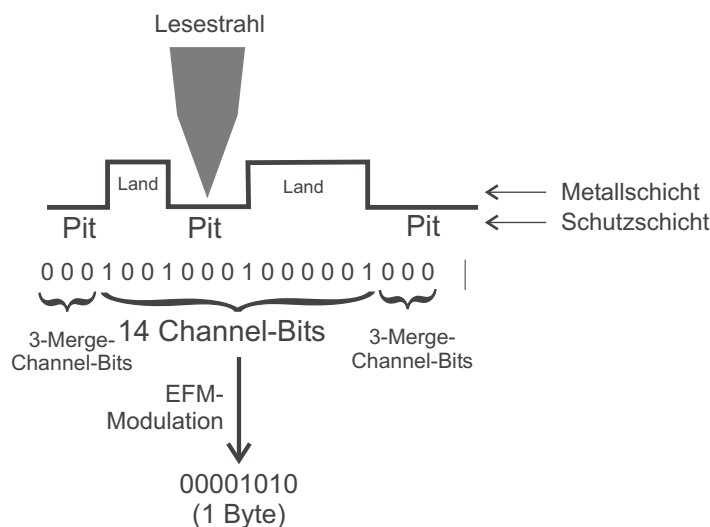 Lesestrahl
Land
Land
Metallschicht
Pit
Pit
Pit
Schutzschicht
0 0 0 1 0 0 1 0 0 0 1 0 0 0 0 0 1 0 0 0
3-Merge-
Channel-Bits
14 Channel-Bits
3-Merge-
Channel-Bits
EFM-
Modulation
00001010
(1 Byte)